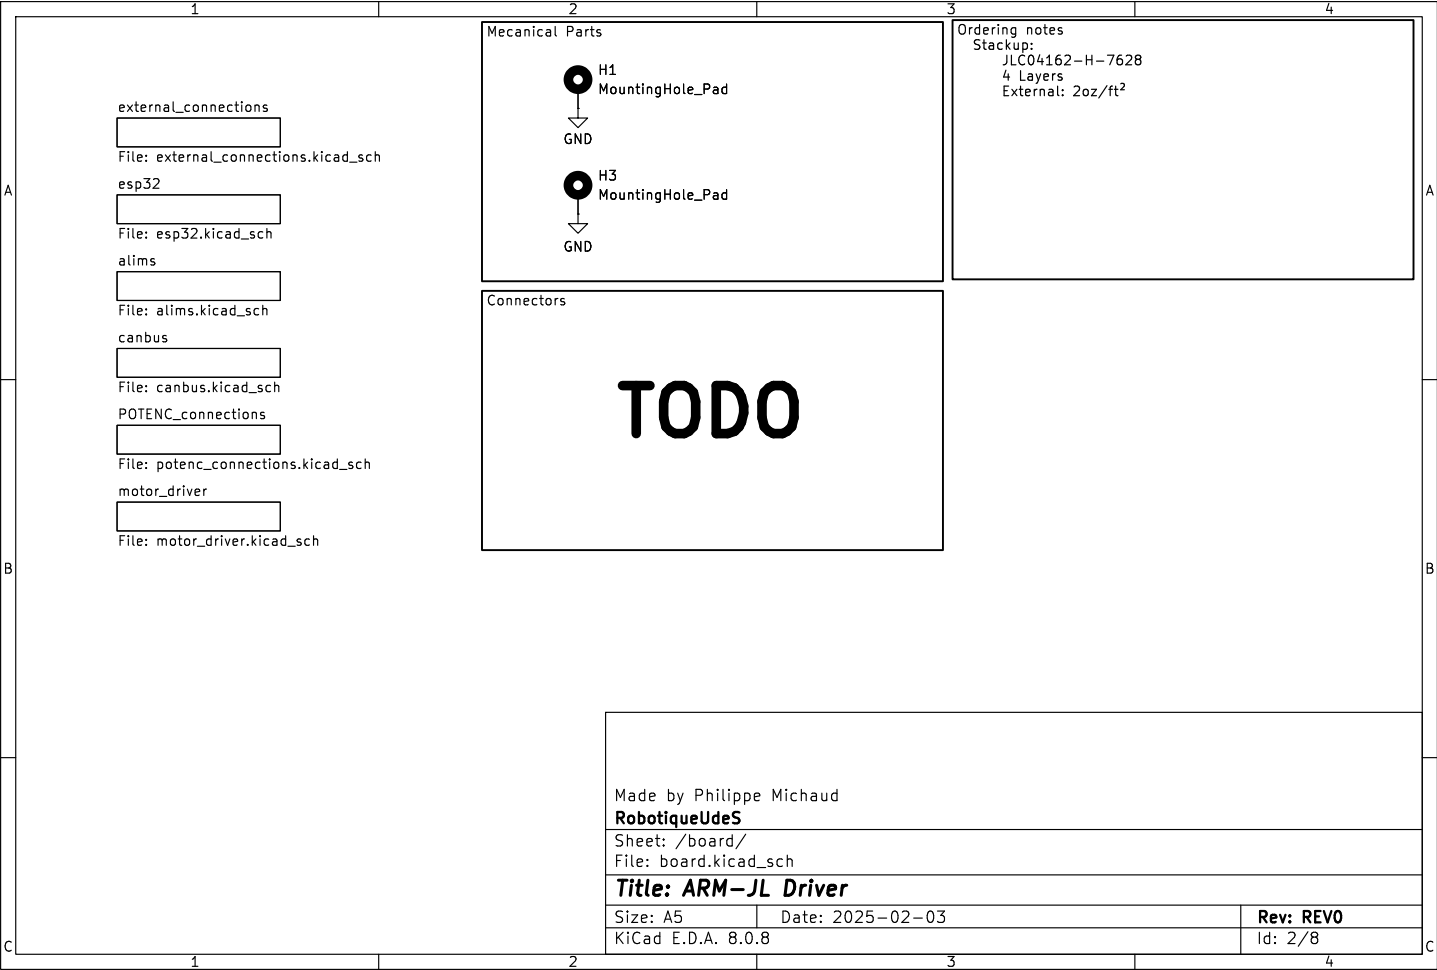 1 2 3 4
Mecanical Parts
H1
MountingHole_Pad
GND
H3
MountingHole_Pad
GND
Ordering notes
Stackup:
JLC04162-H-7628
4 Layers
External: 2oz/ft²
external_connections
File: external_connections.kicad_sch
esp32
File: esp32.kicad_sch
alims
File: alims.kicad_sch
canbus
File: canbus.kicad_sch
POTENC_connections
File: potenc_connections.kicad_sch
motor_driver
File: motor_driver.kicad_sch
A A
Connectors
TODO
B B
Made by Philippe Michaud
RobotiqueUdeS
Sheet: /board/
File: board.kicad_sch
Title: ARM-JL Driver
Size: A5 Date: 2025-02-03 Rev: REV0
KiCad E.D.A. 8.0.8 Id: 2/8
C C
1 2 3 4